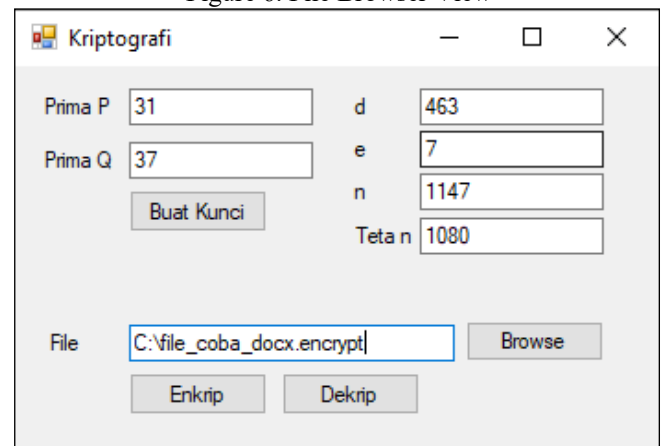 Kriptografi
Prima P 31 d 463
Prima Q 37 e 7
Buat Kunci n 1147
Teta n 1080
File C:\file_coba_docx.encrypt Browse
Enkrip Dekrip